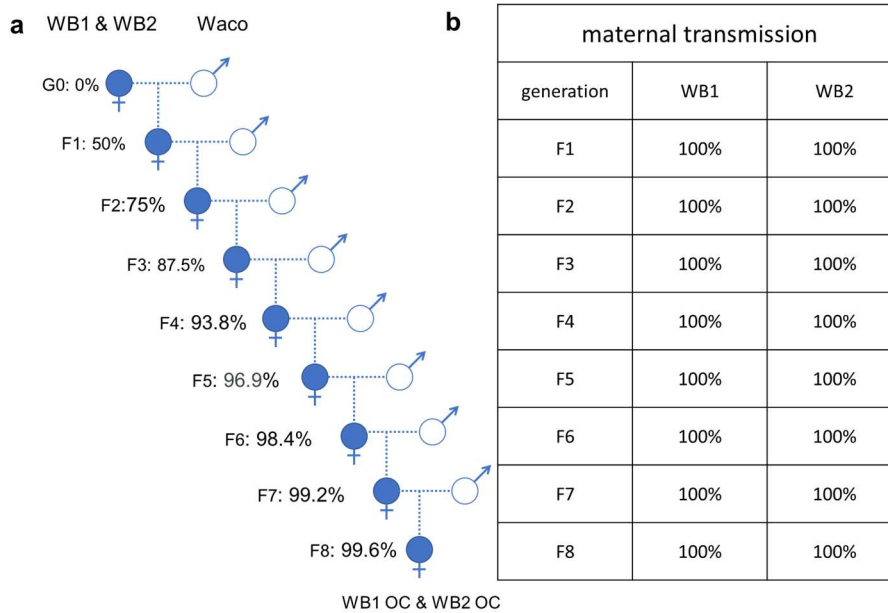 a WB1 & WB2 Waco
G0: 0%
F1: 50%
F2:75%
F3: 87.5%
F4: 93.8%
F5: 96.9%
F6: 98.4%
F7: 99.2%
F8: 99.6%
WB1 OC & WB2 OC
b
maternal transmission
generation WB1 WB2
F1 100% 100%
F2 100% 100%
F3 100% 100%
F4 100% 100%
F5 100% 100%
F6 100% 100%
F7 100% 100%
F8 100% 100%